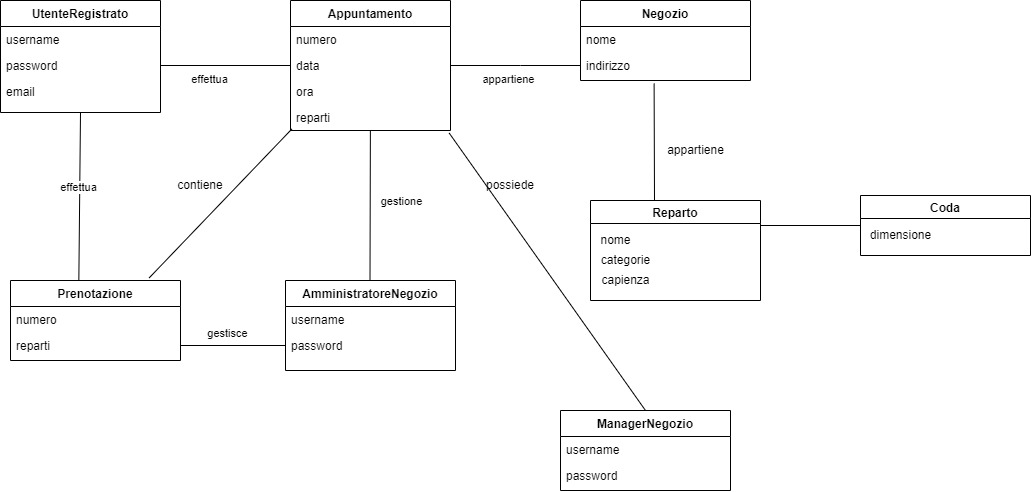 UtenteRegistrato
username
password
email
effettua
Appuntamento
numero
data
ora
reparti
appartiene
Negozio
nome
indirizzo
effettua
contiene
gestione
possiede
appartiene
Reparto
nome
categorie
capienza
Coda
dimensione
Prenotazione
numero
reparti
gestisce
AmministratoreNegozio
username
password
ManagerNegozio
username
password